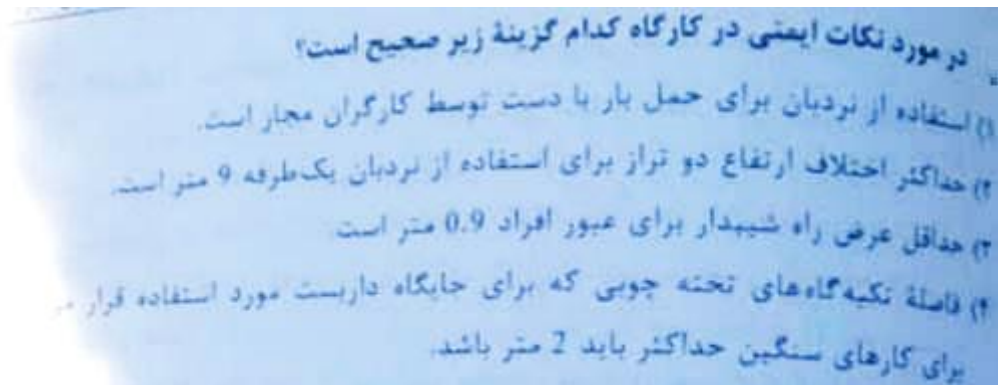 در مورد نکات ایمنی در کارگاه کدام گزینهٔ زیر صحیح است؟
۱) استفاده از نردبان برای حمل بار با دست توسط کارگران مجاز است.
۲) حداکثر اختلاف ارتفاع دو تراز برای استفاده از نردبان یک‌طرفه 9 متر است.
۳) حداقل عرض راه شیبدار برای عبور افراد 0.9 متر است
۴) فاصلهٔ تکیه‌گاه‌های تخته چوبی که برای جایگاه داربست مورد استفاده قرار
برای کارهای سنگین حداکثر باید 2 متر باشد.